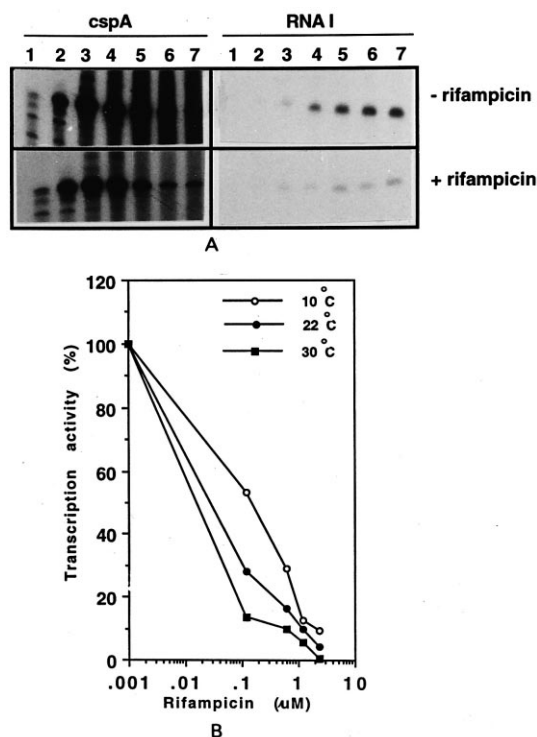 cspA RNA I
1 2 3 4 5 6 7 1 2 3 4 5 6 7
- rifampicin
+ rifampicin
A
120
100
80
60
40
20
0
Transcription activity (%)
10°C
22°C
30°C
.001 .01 .1 1 10
Rifampicin (uM)
B